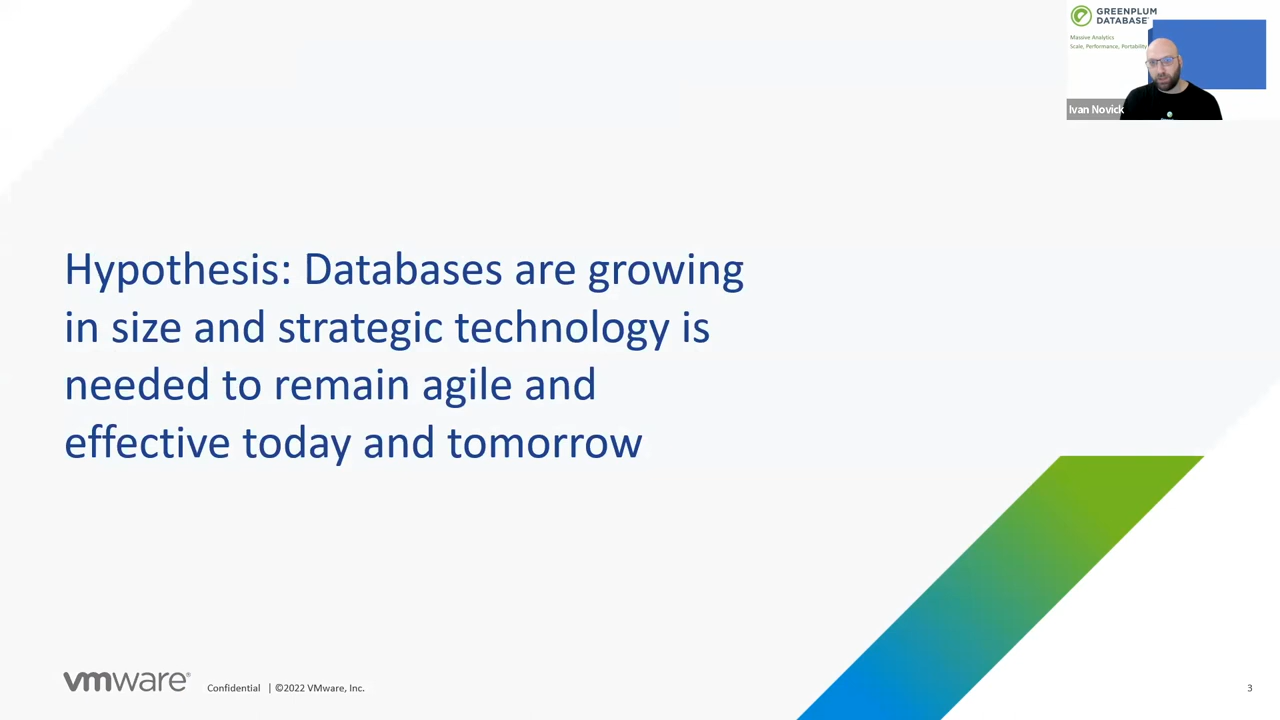 GREENPLUM
DATABASE
Massive Analytics
Scale, Performance, Portability
Ivan Novick
Hypothesis: Databases are growing
in size and strategic technology is
needed to remain agile and
effective today and tomorrow
vmware®
Confidential | ©2022 VMware, Inc.
3